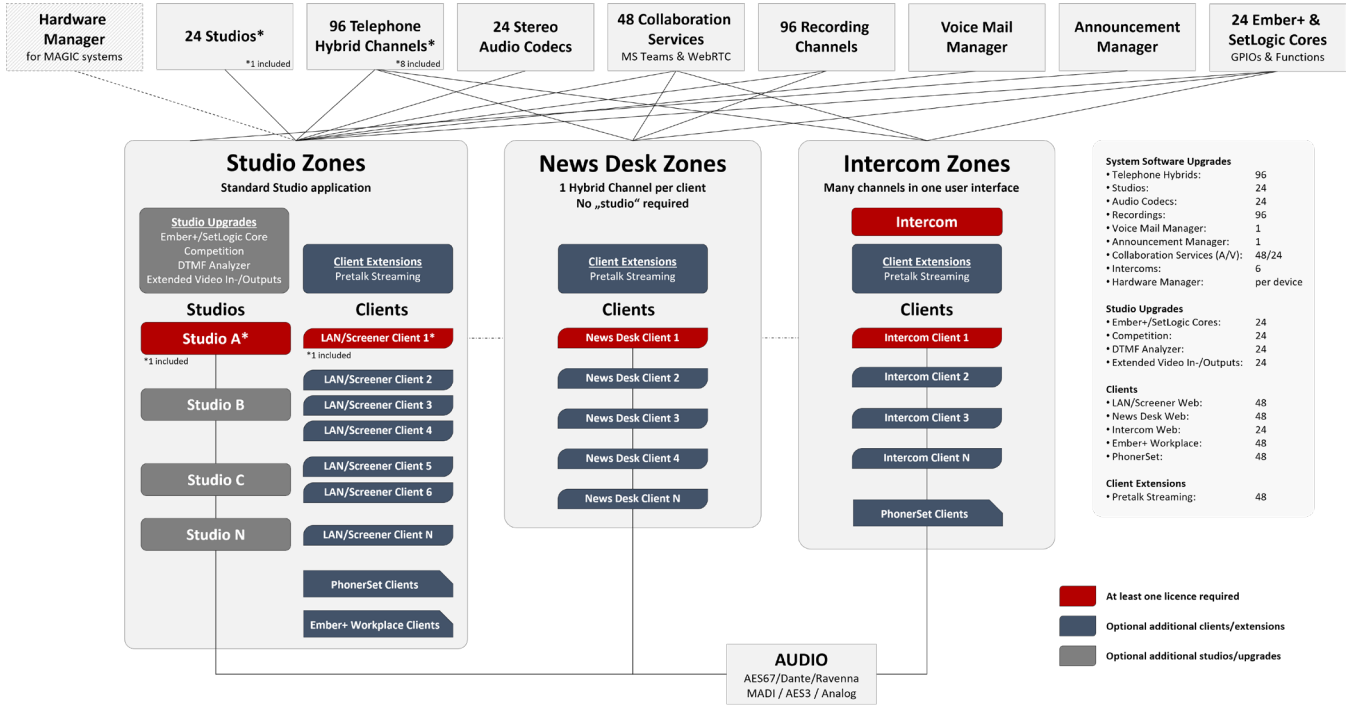 Hardware
Manager
for MAGIC systems
24 Studios*
*1 included
96 Telephone
Hybrid Channels*
*8 included
24 Stereo
Audio Codecs
48 Collaboration
Services
MS Teams & WebRTC
96 Recording
Channels
Voice Mail
Manager
Announcement
Manager
24 Ember+ &
SetLogic Cores
GPIOs & Functions
Studio Zones
Standard Studio application
Studio Upgrades
Ember+/SetLogic Core
Competition
DTMF Analyzer
Extended Video In-/Outputs
Client Extensions
Pretalk Streaming
Studios
Clients
Studio A*
*1 included
Studio B
Studio C
Studio N
LAN/Screener Client 1*
*1 included
LAN/Screener Client 2
LAN/Screener Client 3
LAN/Screener Client 4
LAN/Screener Client 5
LAN/Screener Client 6
LAN/Screener Client N
PhonerSet Clients
Ember+ Workplace Clients
News Desk Zones
1 Hybrid Channel per client
No „studio“ required
Client Extensions
Pretalk Streaming
Clients
News Desk Client 1
News Desk Client 2
News Desk Client 3
News Desk Client 4
News Desk Client N
Intercom Zones
Many channels in one user interface
Intercom
Client Extensions
Pretalk Streaming
Clients
Intercom Client 1
Intercom Client 2
Intercom Client 3
Intercom Client N
PhonerSet Clients
System Software Upgrades
• Telephone Hybrids: 96
• Studios: 24
• Audio Codecs: 24
• Recordings: 96
• Voice Mail Manager: 1
• Announcement Manager: 1
• Collaboration Services (A/V): 48/24
• Intercoms: 6
• Hardware Manager: per device
Studio Upgrades
• Ember+/SetLogic Cores: 24
• Competition: 24
• DTMF Analyzer: 24
• Extended Video In-/Outputs: 24
Clients
• LAN/Screener Web: 48
• News Desk Web: 48
• Intercom Web: 24
• Ember+ Workplace: 48
• PhonerSet: 48
Client Extensions
• Pretalk Streaming: 48
At least one licence required
Optional additional clients/extensions
Optional additional studios/upgrades
AUDIO
AES67/Dante/Ravenna
MADI / AES3 / Analog